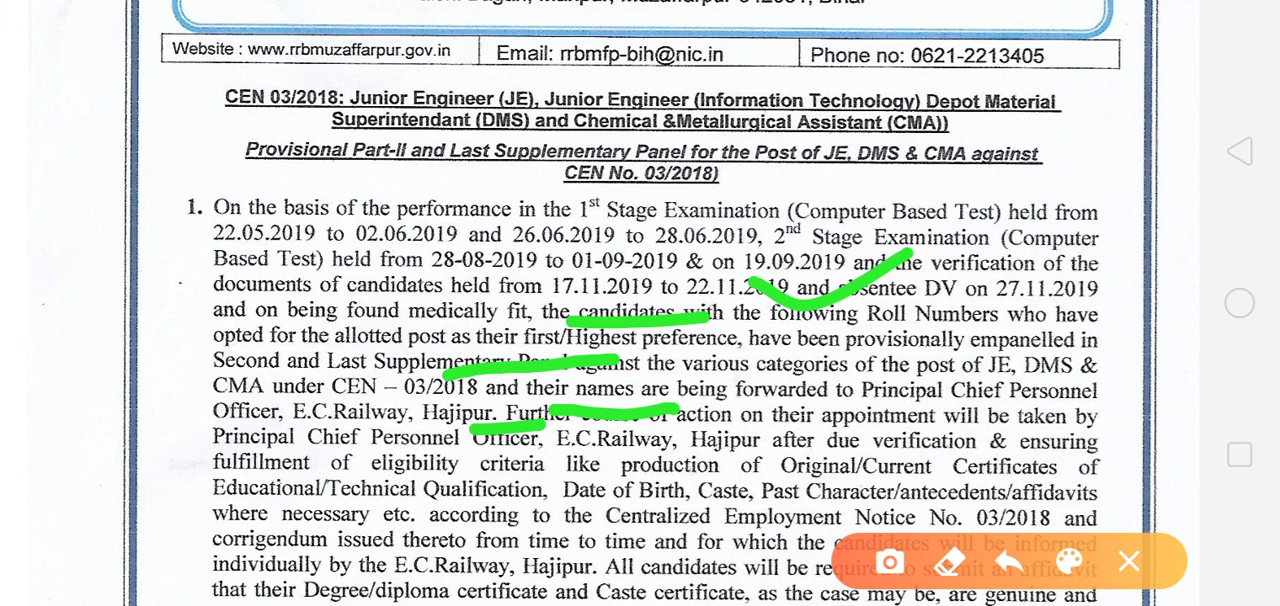 Website : www.rrbmuzaffarpur.gov.in
Email: rrbmfp-bih@nic.in
Phone no: 0621-2213405
CEN 03/2018: Junior Engineer (JE), Junior Engineer (Information Technology) Depot Material
Superintendant (DMS) and Chemical &Metallurgical Assistant (CMA))
Provisional Part-II and Last Supplementary Panel for the Post of JE, DMS & CMA against
CEN No. 03/2018)
1. On the basis of the performance in the 1st Stage Examination (Computer Based Test) held from
22.05.2019 to 02.06.2019 and 26.06.2019 to 28.06.2019, 2nd Stage Examination (Computer
Based Test) held from 28-08-2019 to 01-09-2019 & on 19.09.2019 and the verification of the
documents of candidates held from 17.11.2019 to 22.11.2019 and absentee DV on 27.11.2019
and on being found medically fit, the candidates with the following Roll Numbers who have
opted for the allotted post as their first/Highest preference, have been provisionally empanelled in
Second and Last Supplementary Panel against the various categories of the post of JE, DMS &
CMA under CEN – 03/2018 and their names are being forwarded to Principal Chief Personnel
Officer, E.C.Railway, Hajipur. Further course of action on their appointment will be taken by
Principal Chief Personnel Officer, E.C.Railway, Hajipur after due verification & ensuring
fulfillment of eligibility criteria like production of Original/Current Certificates of
Educational/Technical Qualification, Date of Birth, Caste, Past Character/antecedents/affidavits
where necessary etc. according to the Centralized Employment Notice No. 03/2018 and
corrigendum issued thereto from time to time and for which the candidates will be informed
individually by the E.C.Railway, Hajipur. All candidates will be required to submit an affidavit
that their Degree/diploma certificate and Caste certificate, as the case may be, are genuine and